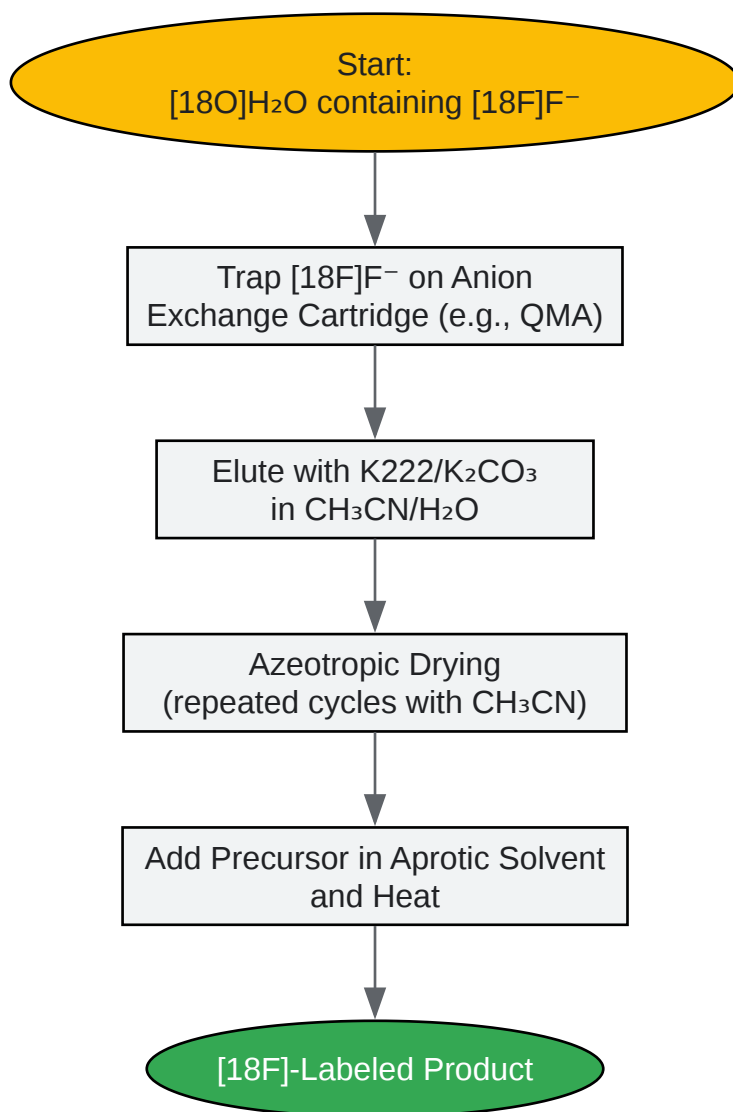 Start:
[18O]H₂O containing [18F]F⁻
Trap [18F]F⁻ on Anion
Exchange Cartridge (e.g., QMA)
Elute with K222/K₂CO₃
in CH₃CN/H₂O
Azeotropic Drying
(repeated cycles with CH₃CN)
Add Precursor in Aprotic Solvent
and Heat
[18F]-Labeled Product